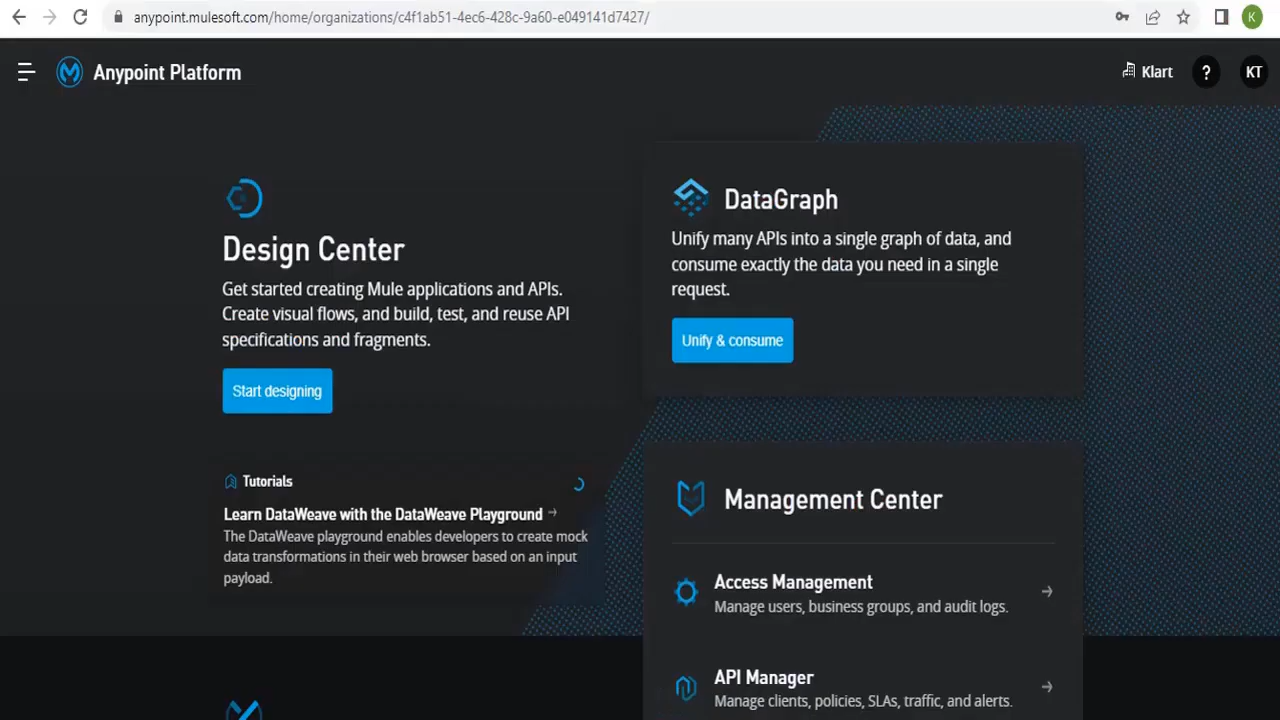 anypoint.mulesoft.com/home/organizations/c4f1ab51-4ec6-428c-9a60-e049141d7427/
K
Anypoint Platform
Klart
?
KT
Design Center
Get started creating Mule applications and APIs.
Create visual flows, and build, test, and reuse API
specifications and fragments.
Start designing
Tutorials
Learn DataWeave with the DataWeave Playground
The DataWeave playground enables developers to create mock
data transformations in their web browser based on an input
payload.
DataGraph
Unify many APIs into a single graph of data, and
consume exactly the data you need in a single
request.
Unify & consume
Management Center
Access Management
Manage users, business groups, and audit logs.
API Manager
Manage clients, policies, SLAs, traffic, and alerts.